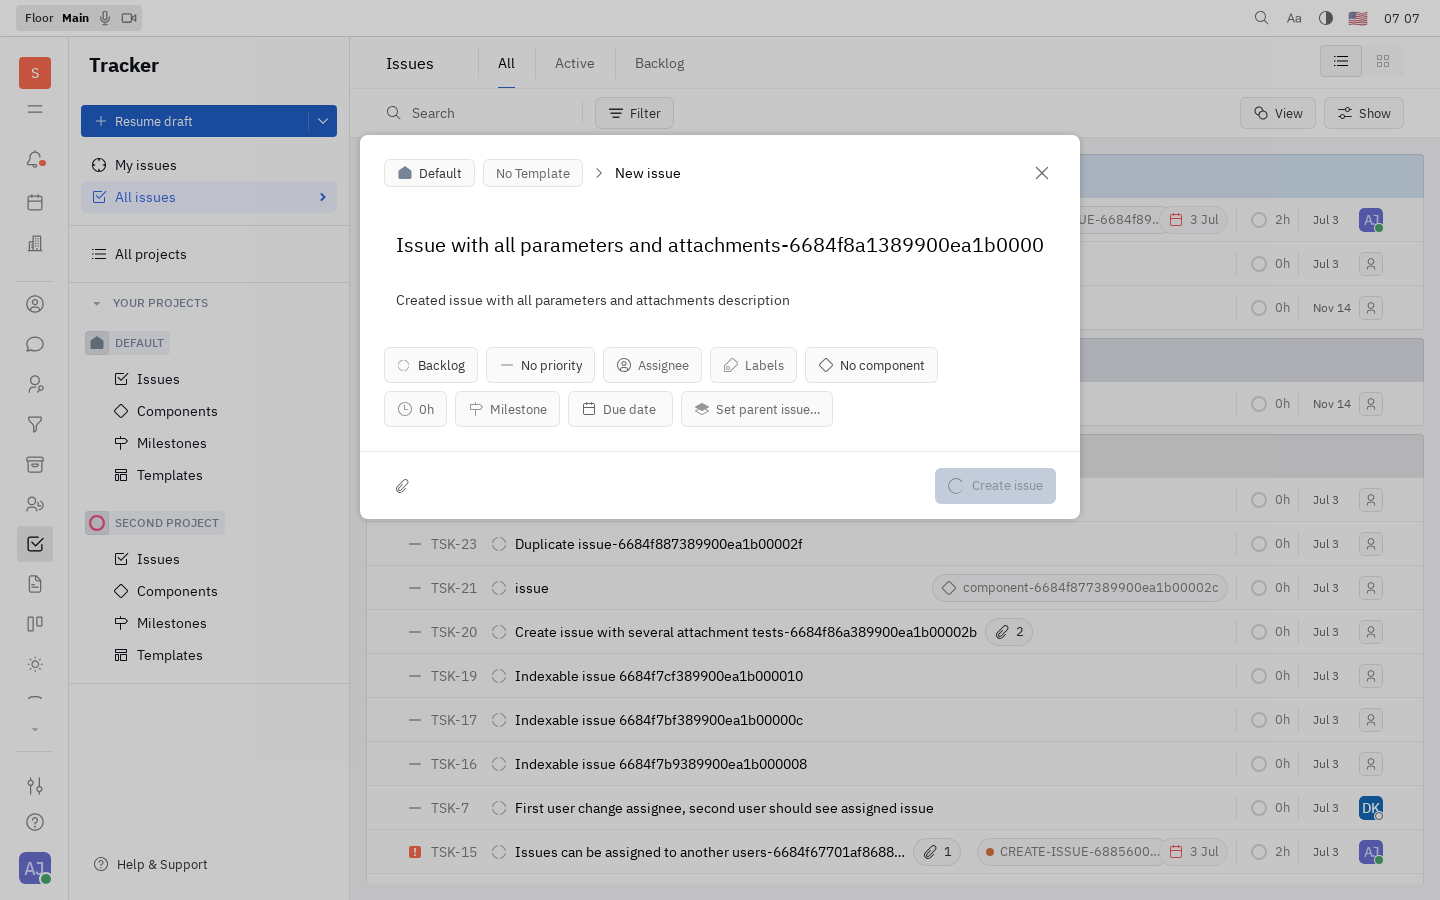 Floor Main
Aa
07 07
S
Tracker
Resume draft
My issues
All issues
All projects
YOUR PROJECTS
DEFAULT
Issues
Components
Milestones
Templates
SECOND PROJECT
Issues
Components
Milestones
Templates
Help & Support
AJ
Issues
All
Active
Backlog
Search
Filter
View
Show
UE-6684f89... 3 Jul 2h Jul 3 AJ
0h Jul 3
0h Nov 14
0h Nov 14
0h Jul 3
Default
No Template
New issue
Issue with all parameters and attachments-6684f8a1389900ea1b0000
Created issue with all parameters and attachments description
Backlog No priority Assignee Labels No component
0h Milestone Due date Set parent issue...
Create issue
TSK-23 Duplicate issue-6684f887389900ea1b00002f 0h Jul 3
TSK-21 issue component-6684f877389900ea1b00002c 0h Jul 3
TSK-20 Create issue with several attachment tests-6684f86a389900ea1b00002b 2 0h Jul 3
TSK-19 Indexable issue 6684f7cf389900ea1b000010 0h Jul 3
TSK-17 Indexable issue 6684f7bf389900ea1b00000c 0h Jul 3
TSK-16 Indexable issue 6684f7b9389900ea1b000008 0h Jul 3
TSK-7 First user change assignee, second user should see assigned issue 0h Jul 3 DK
TSK-15 Issues can be assigned to another users-6684f67701af8688... 1 CREATE-ISSUE-6885600... 3 Jul 2h Jul 3 AJ